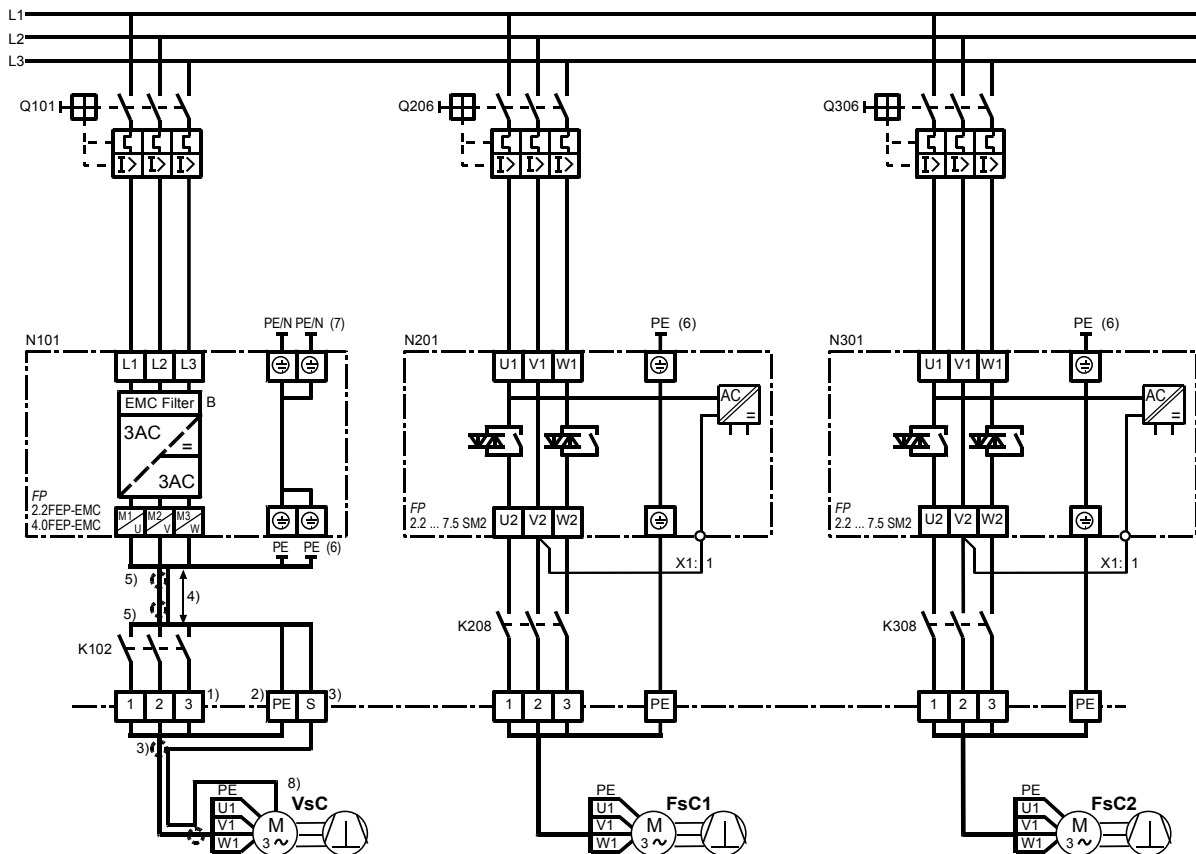 L1
L2
L3
Q101
Q206
Q306
I> I> I>
I> I> I>
I> I> I>
PE/N PE/N (7)
PE (6)
PE (6)
N101
N201
N301
L1 L2 L3
U1 V1 W1
U1 V1 W1
EMC Filter B
AC
=
AC
=
3AC
=
3AC
FP
2.2FEP-EMC
4.0FEP-EMC
M1 U M2 V M3 W
FP
2.2 ... 7.5 SM2
U2 V2 W2
FP
2.2 ... 7.5 SM2
U2 V2 W2
PE PE (6)
X1: 1
X1: 1
5)
4)
5)
K102
K208
K308
1 2 3 1)
2) PE S 3)
1 2 3 PE
1 2 3 PE
3)
8)
PE
U1
V1
W1
VsC
M
3 ~
PE
U1
V1
W1
FsC1
M
3 ~
PE
U1
V1
W1
FsC2
M
3 ~